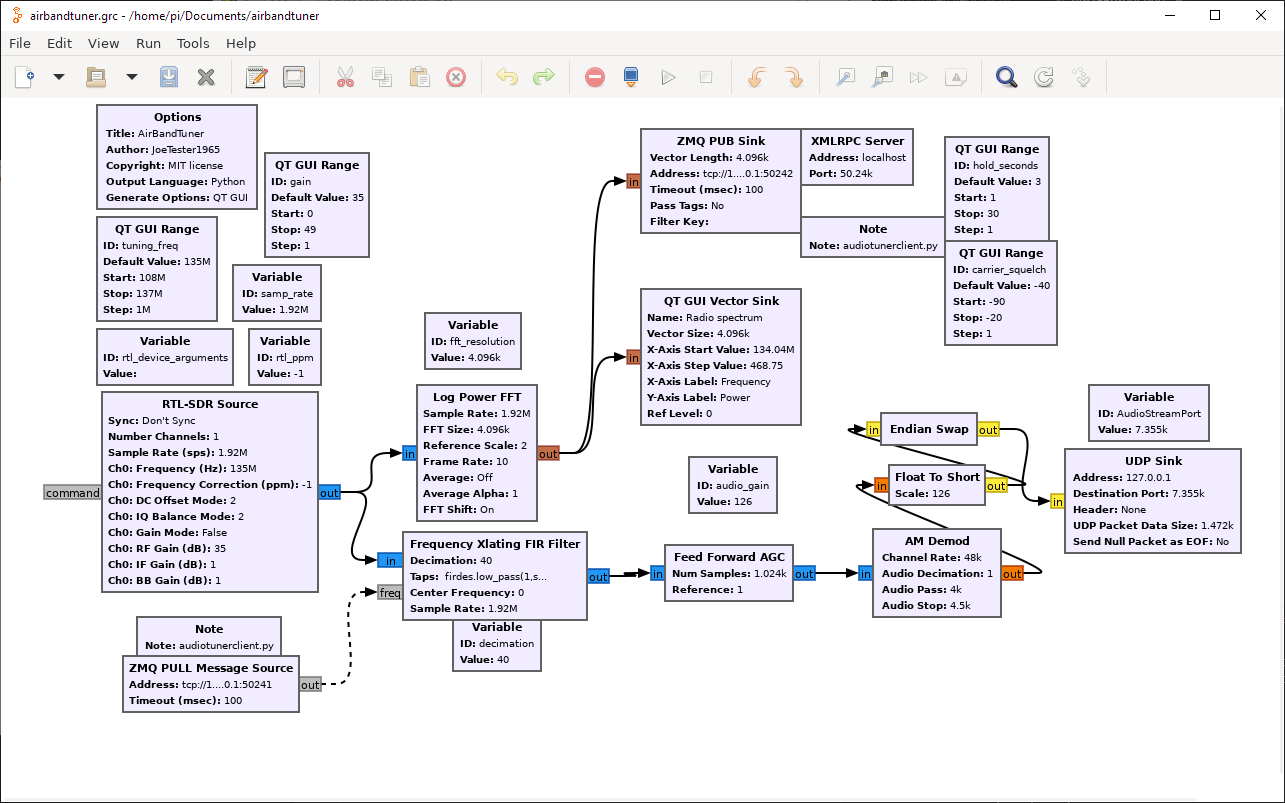 airbandtuner.grc - /home/pi/Documents/airbandtuner
File Edit View Run Tools Help
Options
Title: AirBandTuner
Author: JoeTester1965
Copyright: MIT license
Output Language: Python
Generate Options: QT GUI
QT GUI Range
ID: gain
Default Value: 35
Start: 0
Stop: 49
Step: 1
QT GUI Range
ID: tuning_freq
Default Value: 135M
Start: 108M
Stop: 137M
Step: 1M
Variable
ID: samp_rate
Value: 1.92M
Variable
ID: rtl_device_arguments
Value:
Variable
ID: rtl_ppm
Value: -1
RTL-SDR Source
Sync: Don't Sync
Number Channels: 1
Sample Rate (sps): 1.92M
Ch0: Frequency (Hz): 135M
Ch0: Frequency Correction (ppm): -1
Ch0: DC Offset Mode: 2
Ch0: IQ Balance Mode: 2
Ch0: Gain Mode: False
Ch0: RF Gain (dB): 35
Ch0: IF Gain (dB): 1
Ch0: BB Gain (dB): 1
command
out
Note
Note: audiotunerclient.py
ZMQ PULL Message Source
Address: tcp://1....0.1:50241
Timeout (msec): 100
out
Variable
ID: fft_resolution
Value: 4.096k
in
Log Power FFT
Sample Rate: 1.92M
FFT Size: 4.096k
Reference Scale: 2
Frame Rate: 10
Average: Off
Average Alpha: 1
FFT Shift: On
out
in
freq
Frequency Xlating FIR Filter
Decimation: 40
Taps: firdes.low_pass(1,s...
Center Frequency: 0
Sample Rate: 1.92M
out
Variable
ID: decimation
Value: 40
in
ZMQ PUB Sink
Vector Length: 4.096k
Address: tcp://1....0.1:50242
Timeout (msec): 100
Pass Tags: No
Filter Key:
XMLRPC Server
Address: localhost
Port: 50.24k
Note
Note: audiotunerclient.py
QT GUI Range
ID: hold_seconds
Default Value: 3
Start: 1
Stop: 30
Step: 1
QT GUI Range
ID: carrier_squelch
Default Value: -40
Start: -90
Stop: -20
Step: 1
in
QT GUI Vector Sink
Name: Radio spectrum
Vector Size: 4.096k
X-Axis Start Value: 134.04M
X-Axis Step Value: 468.75
X-Axis Label: Frequency
Y-Axis Label: Power
Ref Level: 0
Variable
ID: audio_gain
Value: 126
in
Feed Forward AGC
Num Samples: 1.024k
Reference: 1
out
in
Endian Swap
out
in
Float To Short
Scale: 126
out
in
AM Demod
Channel Rate: 48k
Audio Decimation: 1
Audio Pass: 4k
Audio Stop: 4.5k
out
Variable
ID: AudioStreamPort
Value: 7.355k
in
UDP Sink
Address: 127.0.0.1
Destination Port: 7.355k
Header: None
UDP Packet Data Size: 1.472k
Send Null Packet as EOF: No